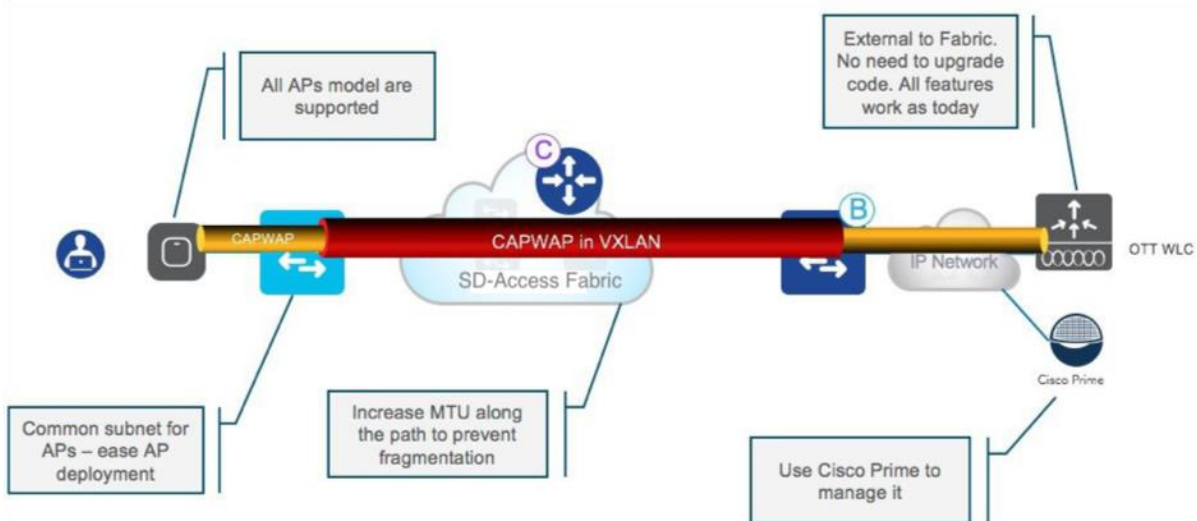 All APs model are
supported
External to Fabric.
No need to upgrade
code. All features
work as today
C
B
CAPWAP
CAPWAP in VXLAN
SD-Access Fabric
IP Network
OTT WLC
Cisco Prime
Common subnet for
APs – ease AP
deployment
Increase MTU along
the path to prevent
fragmentation
Use Cisco Prime to
manage it